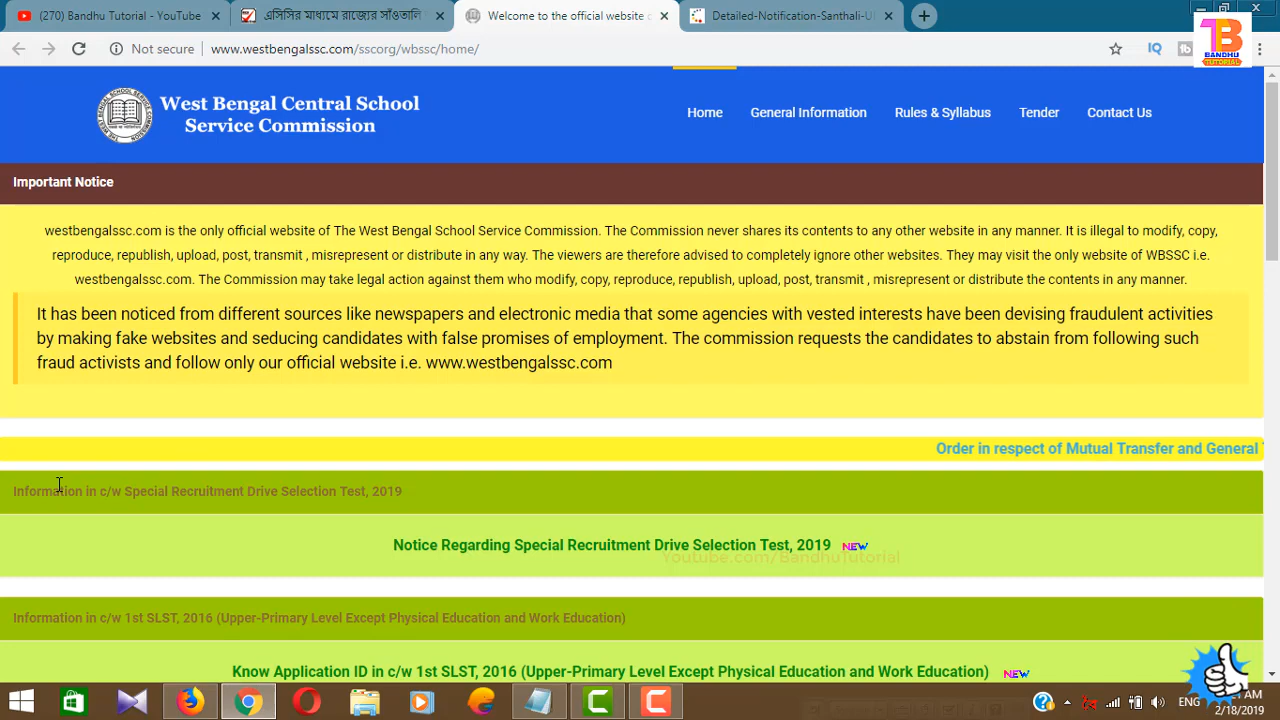 (270) Bandhu Tutorial - YouTube
এসসির মাধ্যমে রাজ্যের সাঁওতালি
Welcome to the official website
Detailed-Notification-Santhali-U
Not secure
www.westbengalssc.com/sscorg/wbssc/home/
IQ
tb
TB
BANDHU
TUTORIAL
West Bengal Central School
Service Commission
Home
General Information
Rules & Syllabus
Tender
Contact Us
Important Notice
westbengalssc.com is the only official website of The West Bengal School Service Commission. The Commission never shares its contents to any other website in any manner. It is illegal to modify, copy,
reproduce, republish, upload, post, transmit , misrepresent or distribute in any way. The viewers are therefore advised to completely ignore other websites. They may visit the only website of WBSSC i.e.
westbengalssc.com. The Commission may take legal action against them who modify, copy, reproduce, republish, upload, post, transmit , misrepresent or distribute the contents in any manner.
It has been noticed from different sources like newspapers and electronic media that some agencies with vested interests have been devising fraudulent activities
by making fake websites and seducing candidates with false promises of employment. The commission requests the candidates to abstain from following such
fraud activists and follow only our official website i.e. www.westbengalssc.com
Order in respect of Mutual Transfer and General
Information in c/w Special Recruitment Drive Selection Test, 2019
Notice Regarding Special Recruitment Drive Selection Test, 2019 NEW
Youtube.com/BandhuTutorial
Information in c/w 1st SLST, 2016 (Upper-Primary Level Except Physical Education and Work Education)
Know Application ID in c/w 1st SLST, 2016 (Upper-Primary Level Except Physical Education and Work Education) NEW
ENG
AM
2/18/2019